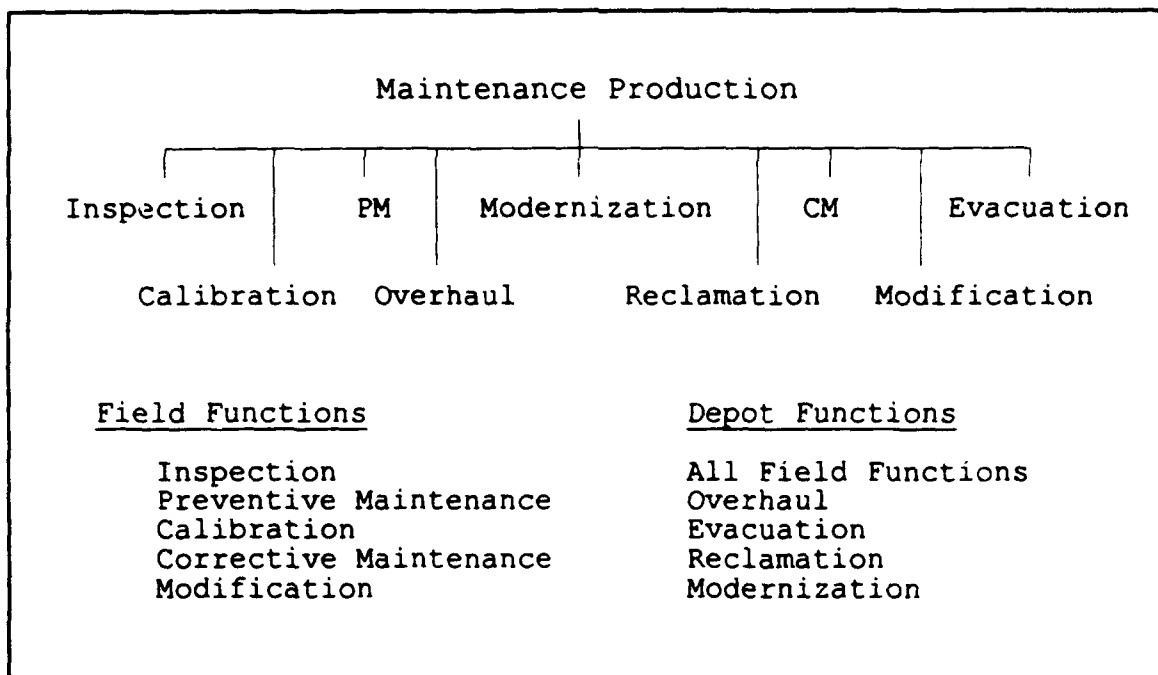 Maintenance Production
Inspection PM Modernization CM Evacuation
Calibration Overhaul Reclamation Modification
Field Functions
Inspection
Preventive Maintenance
Calibration
Corrective Maintenance
Modification
Depot Functions
All Field Functions
Overhaul
Evacuation
Reclamation
Modernization